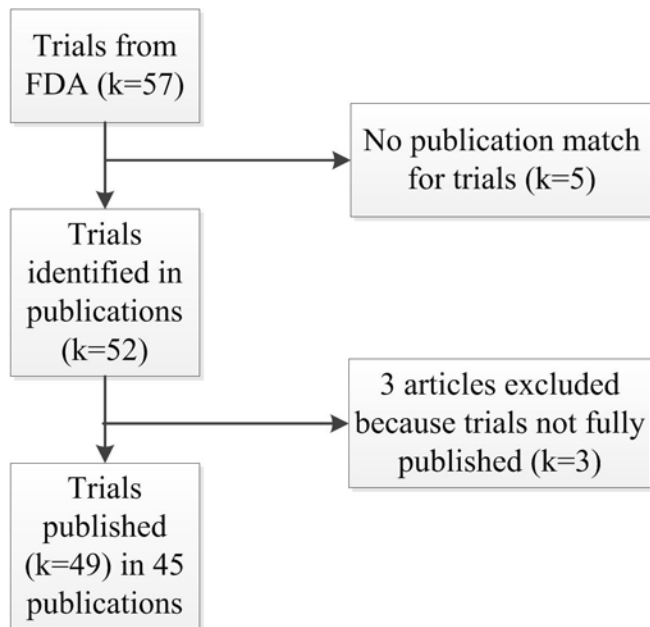 Trials from
FDA (k=57)
No publication match
for trials (k=5)
Trials
identified in
publications
(k=52)
3 articles excluded
because trials not fully
published (k=3)
Trials
published
(k=49) in 45
publications